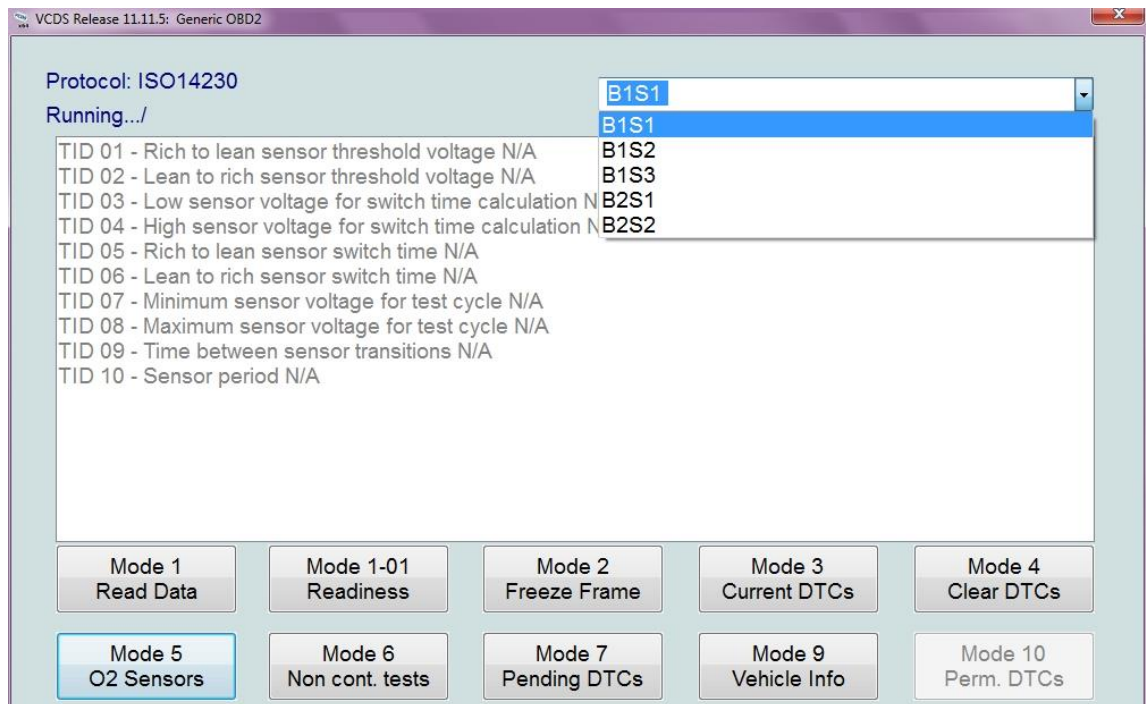 VCDS Release 11.11.5: Generic OBD2
Protocol: ISO14230
B1S1
Running.../
B1S1
B1S2
B1S3
B2S1
B2S2
TID 01 - Rich to lean sensor threshold voltage N/A
TID 02 - Lean to rich sensor threshold voltage N/A
TID 03 - Low sensor voltage for switch time calculation N
TID 04 - High sensor voltage for switch time calculation N
TID 05 - Rich to lean sensor switch time N/A
TID 06 - Lean to rich sensor switch time N/A
TID 07 - Minimum sensor voltage for test cycle N/A
TID 08 - Maximum sensor voltage for test cycle N/A
TID 09 - Time between sensor transitions N/A
TID 10 - Sensor period N/A
Mode 1
Read Data
Mode 1-01
Readiness
Mode 2
Freeze Frame
Mode 3
Current DTCs
Mode 4
Clear DTCs
Mode 5
O2 Sensors
Mode 6
Non cont. tests
Mode 7
Pending DTCs
Mode 9
Vehicle Info
Mode 10
Perm. DTCs